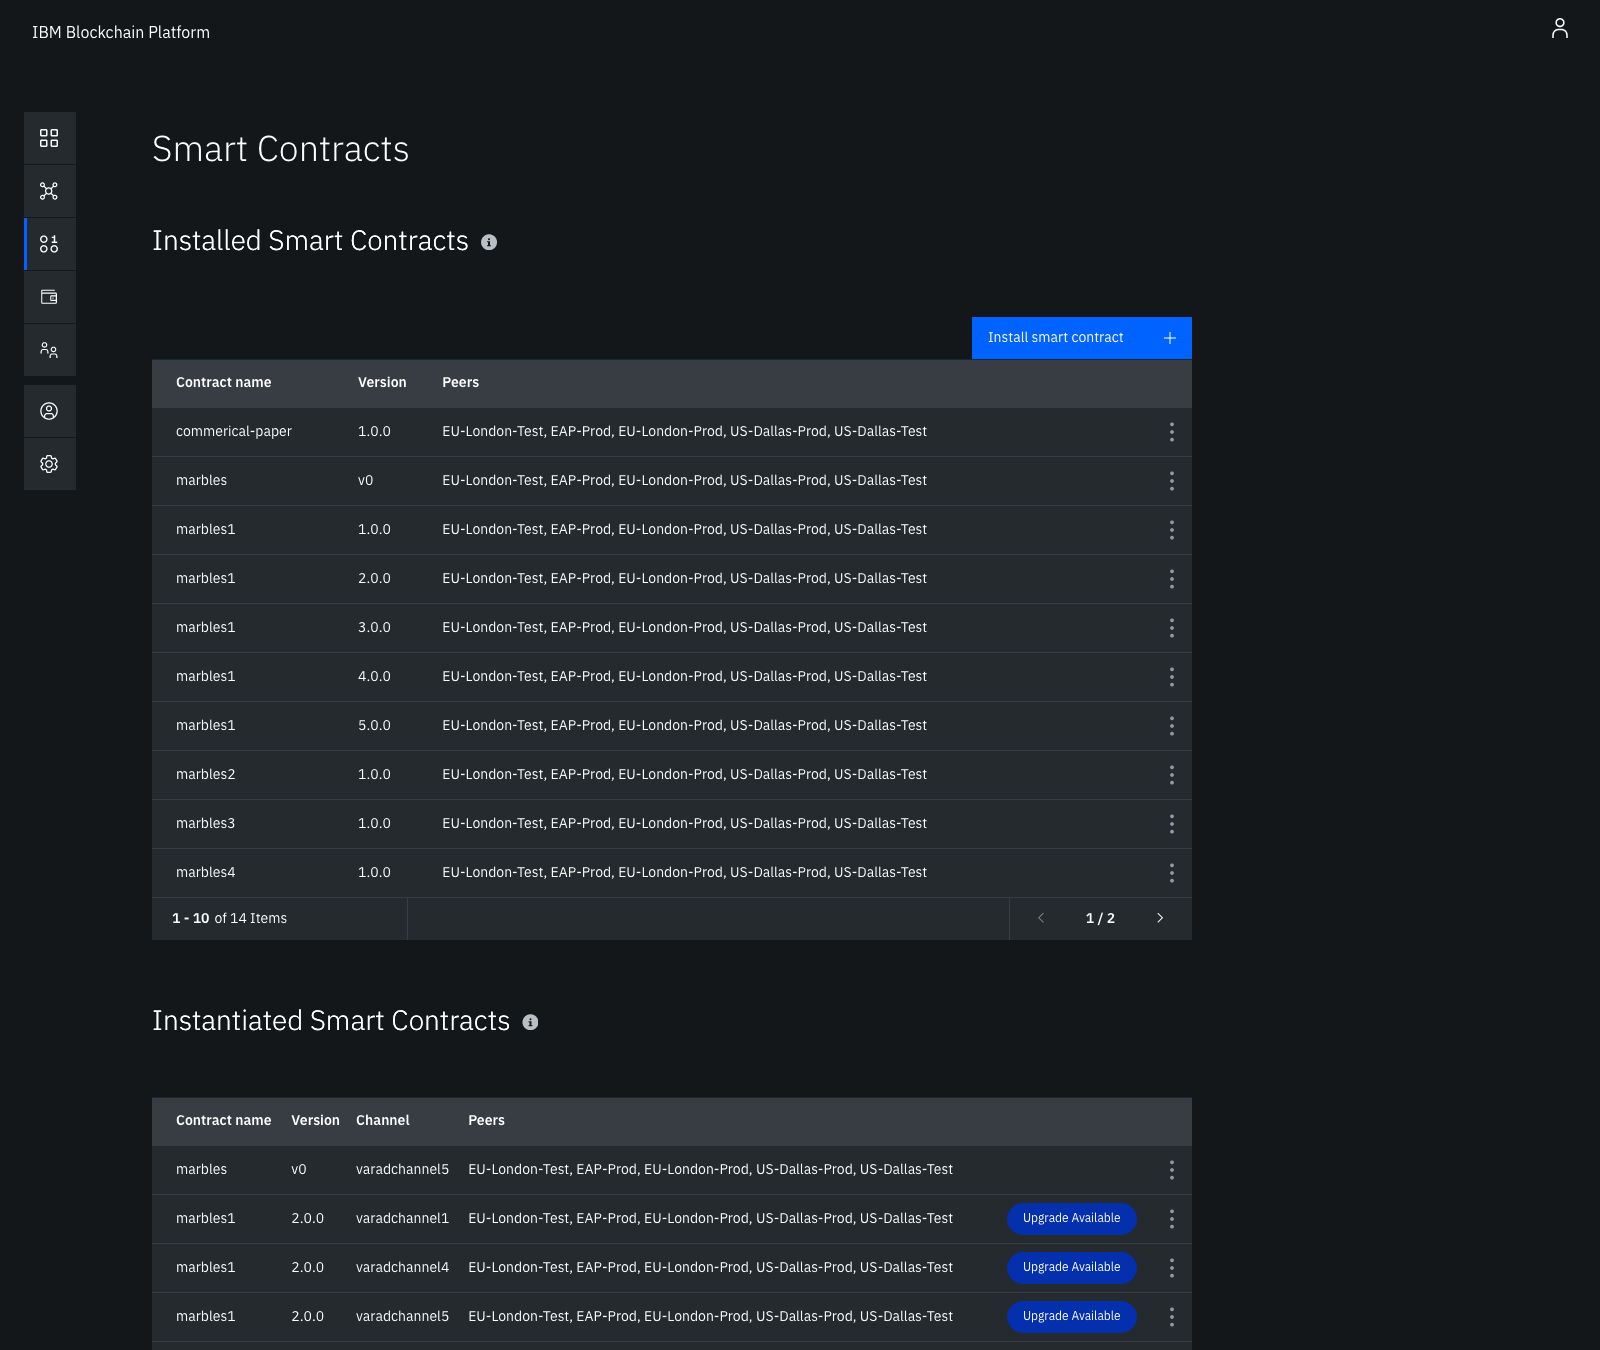 IBM Blockchain Platform
Smart Contracts
Installed Smart Contracts
Install smart contract
Contract name Version Peers
commerical-paper 1.0.0 EU-London-Test, EAP-Prod, EU-London-Prod, US-Dallas-Prod, US-Dallas-Test
marbles v0 EU-London-Test, EAP-Prod, EU-London-Prod, US-Dallas-Prod, US-Dallas-Test
marbles1 1.0.0 EU-London-Test, EAP-Prod, EU-London-Prod, US-Dallas-Prod, US-Dallas-Test
marbles1 2.0.0 EU-London-Test, EAP-Prod, EU-London-Prod, US-Dallas-Prod, US-Dallas-Test
marbles1 3.0.0 EU-London-Test, EAP-Prod, EU-London-Prod, US-Dallas-Prod, US-Dallas-Test
marbles1 4.0.0 EU-London-Test, EAP-Prod, EU-London-Prod, US-Dallas-Prod, US-Dallas-Test
marbles1 5.0.0 EU-London-Test, EAP-Prod, EU-London-Prod, US-Dallas-Prod, US-Dallas-Test
marbles2 1.0.0 EU-London-Test, EAP-Prod, EU-London-Prod, US-Dallas-Prod, US-Dallas-Test
marbles3 1.0.0 EU-London-Test, EAP-Prod, EU-London-Prod, US-Dallas-Prod, US-Dallas-Test
marbles4 1.0.0 EU-London-Test, EAP-Prod, EU-London-Prod, US-Dallas-Prod, US-Dallas-Test
1 - 10 of 14 Items 1 / 2
Instantiated Smart Contracts
Contract name Version Channel Peers
marbles v0 varadchannel5 EU-London-Test, EAP-Prod, EU-London-Prod, US-Dallas-Prod, US-Dallas-Test
marbles1 2.0.0 varadchannel1 EU-London-Test, EAP-Prod, EU-London-Prod, US-Dallas-Prod, US-Dallas-Test Upgrade Available
marbles1 2.0.0 varadchannel4 EU-London-Test, EAP-Prod, EU-London-Prod, US-Dallas-Prod, US-Dallas-Test Upgrade Available
marbles1 2.0.0 varadchannel5 EU-London-Test, EAP-Prod, EU-London-Prod, US-Dallas-Prod, US-Dallas-Test Upgrade Available